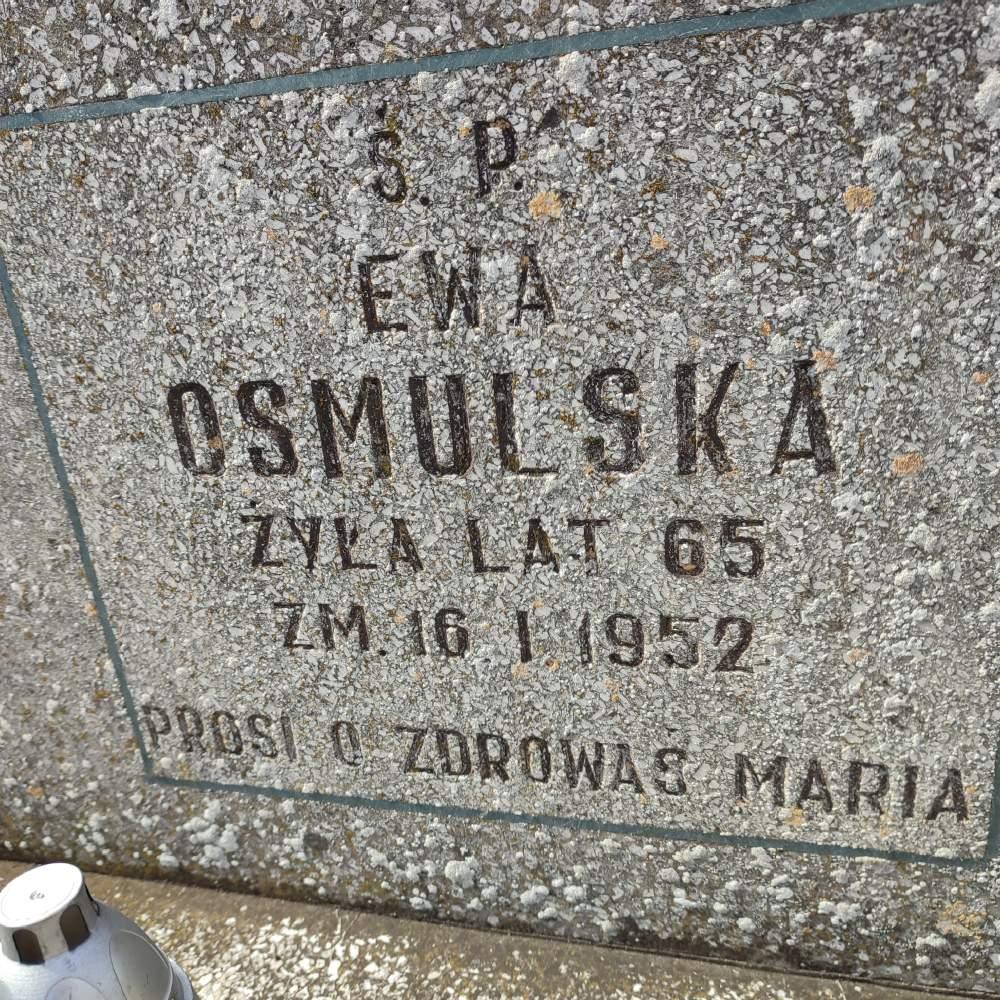 Ś. P.
EWA
OSMULSKA
ŻYŁA LAT 65
ZM. 16 I 1952
PROSI O ZDROWAŚ MARIA